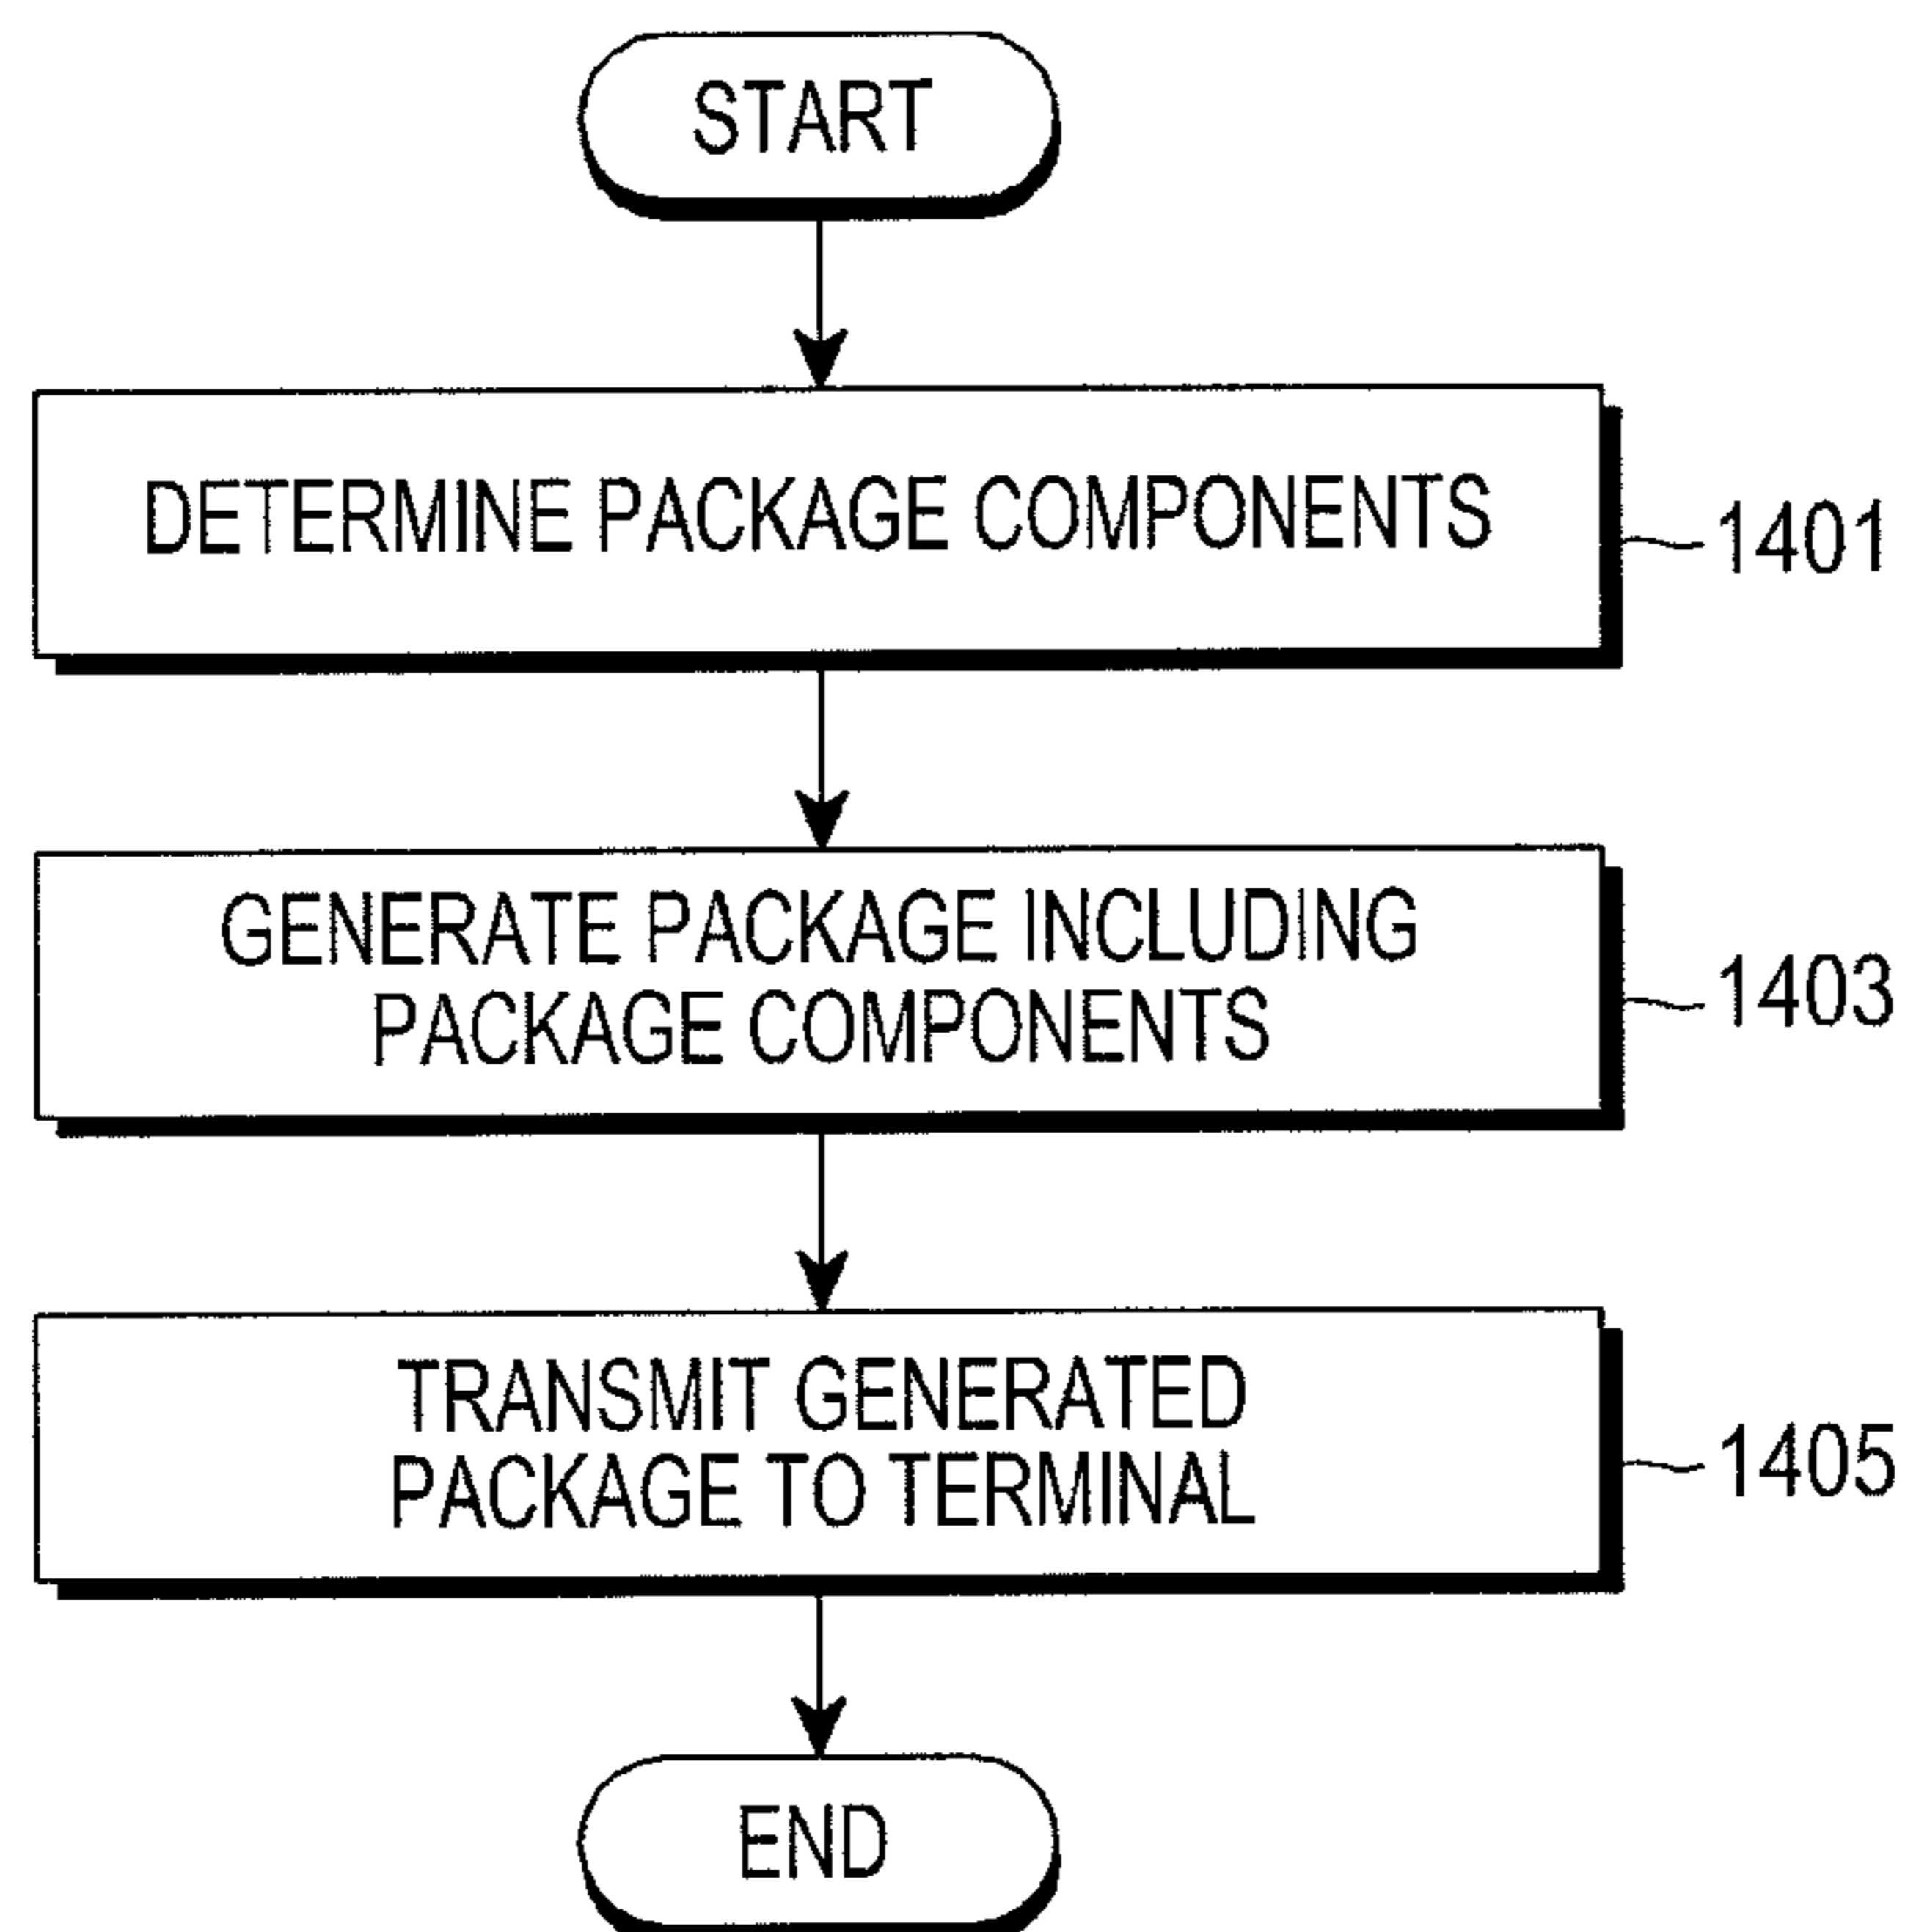 START
DETERMINE PACKAGE COMPONENTS
1401
GENERATE PACKAGE INCLUDING
PACKAGE COMPONENTS
1403
TRANSMIT GENERATED
PACKAGE TO TERMINAL
1405
END